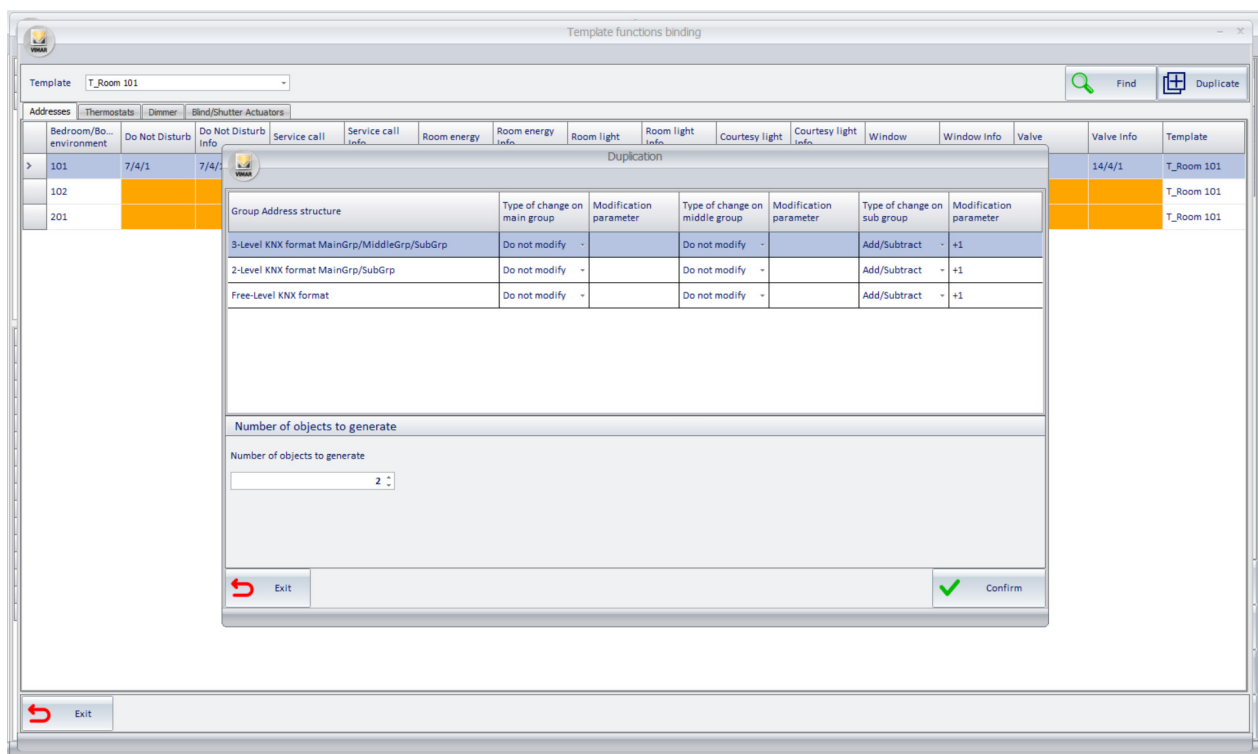 Template functions binding
VIMAR
Template T_Room 101
Find
Duplicate
Addresses Thermostats Dimmer Blind/Shutter Actuators
Bedroom/Bo... environment Do Not Disturb Do Not Disturb Info Service call Service call Info Room energy Room energy Info Room light Room light Info Courtesy light Courtesy light Info Window Window Info Valve Valve Info Template
101 7/4/1 7/4/ 14/4/1 T_Room 101
102 T_Room 101
201 T_Room 101
Duplication
VIMAR
Group Address structure Type of change on main group Modification parameter Type of change on middle group Modification parameter Type of change on sub group Modification parameter
3-Level KNX format MainGrp/MiddleGrp/SubGrp Do not modify Do not modify Add/Subtract +1
2-Level KNX format MainGrp/SubGrp Do not modify Do not modify Add/Subtract +1
Free-Level KNX format Do not modify Do not modify Add/Subtract +1
Number of objects to generate
Number of objects to generate
2
Exit
Confirm
Exit